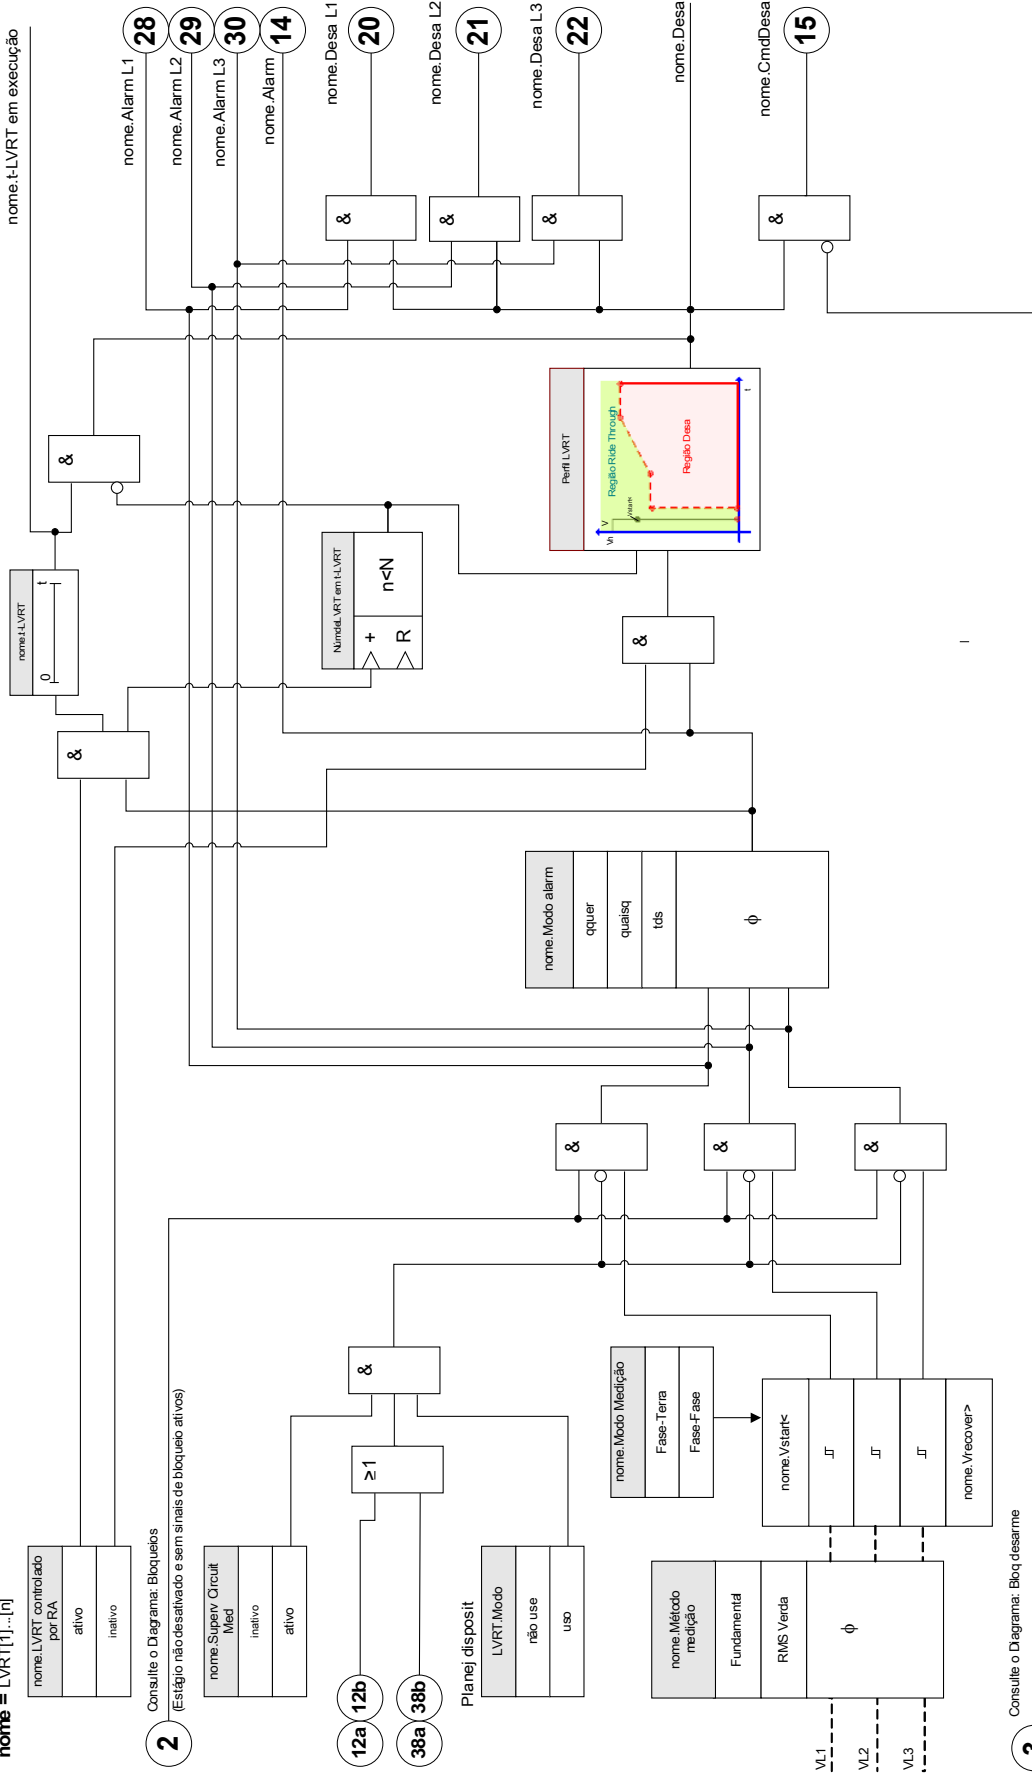 nome = LVRT[1]...[n]
nome.LVRT controlado
por RA
ativo
inativo
2
Consulte o Diagrama: Bloqueios
(Estágio não desativado e sem sinais de bloqueio ativos)
nome.Superv Circuit
Med
inativo
ativo
12a
12b
38a
38b
≥1
&
Planej disposit
LVRT.Modo
não use
uso
nome.Modo Medição
Fase-Terra
Fase-Fase
nome.Método
medição
Fundamental
RMS Verda
φ
VL1
VL2
VL3
nome.Vstart<
nome.Vrecover>
3
Consulte o Diagrama: Bloq desarme
&
&
&
nome.Modo alarm
qquer
quaisq
tds
φ
&
nome.t-LVRT
0
t
NúmdeLVRT em t-LVRT
+
R
n<N
&
&
Perfil LVRT
Região Ride Through
Região Desa
Vn
V
Vstart<
t
&
&
&
&
nome.t-LVRT em execução
nome.Alarm L1
28
nome.Alarm L2
29
nome.Alarm L3
30
nome.Alarm
14
nome.Desa L1
20
nome.Desa L2
21
nome.Desa L3
22
nome.Desa
nome.CmdDesa
15